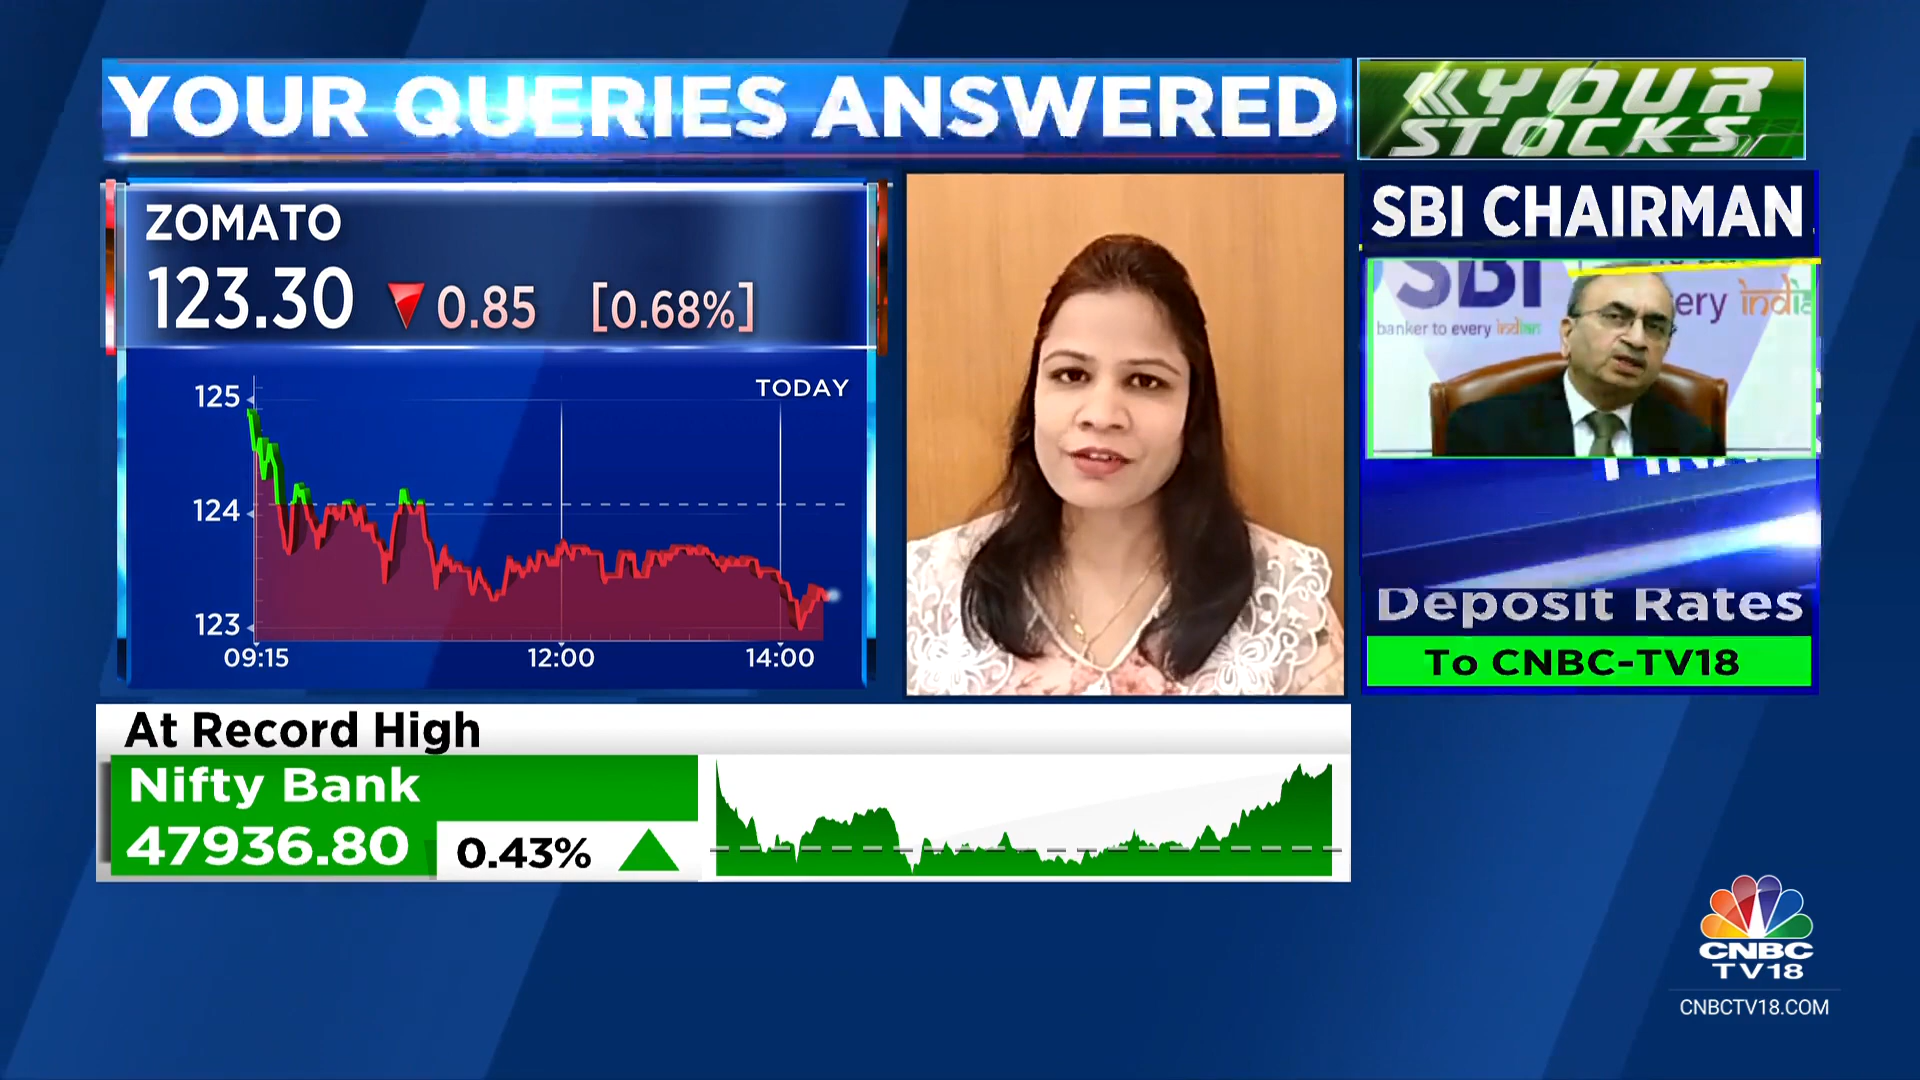 YOUR QUERIES ANSWERED
YOUR
STOCKS
ZOMATO
123.30 ▼ 0.85 [0.68%]
TODAY
125
124
123
09:15 12:00 14:00
SBI CHAIRMAN
SBI
banker to every indian
ery india
Deposit Rates
To CNBC-TV18
At Record High
Nifty Bank
47936.80 0.43% ▲
CNBC
TV18
CNBCTV18.COM